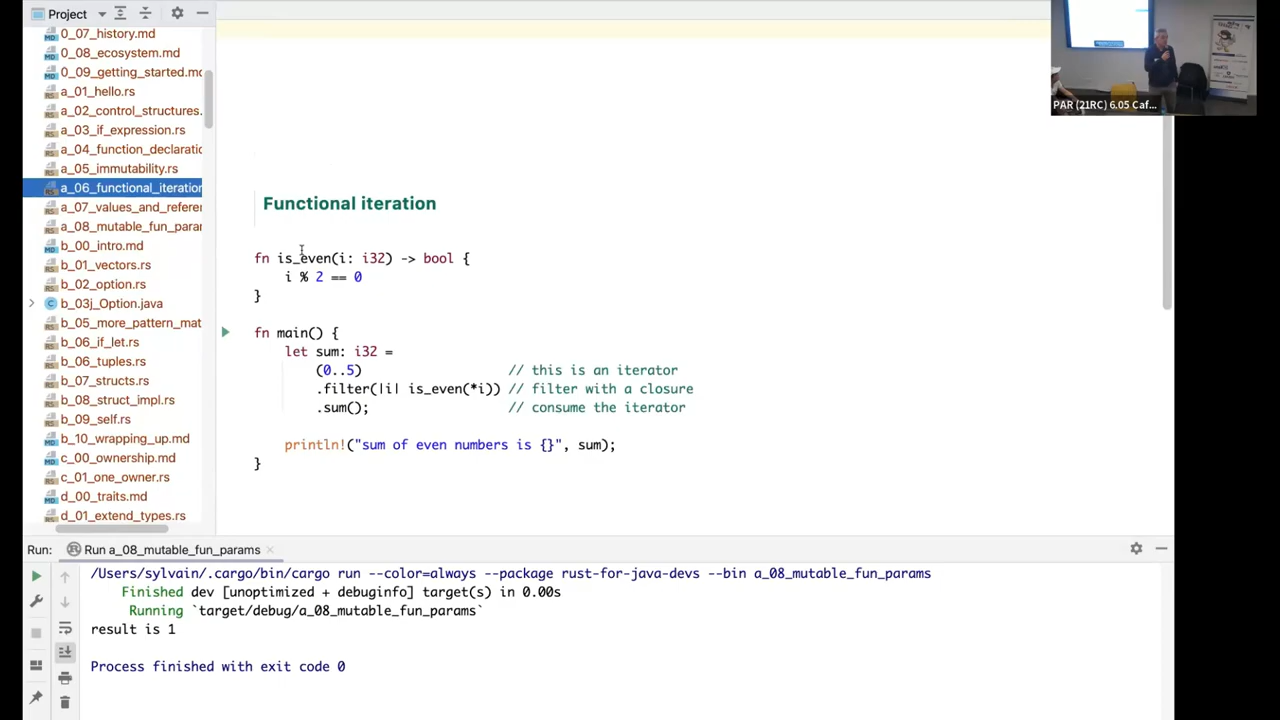 Project
0_07_history.md
0_08_ecosystem.md
0_09_getting_started.md
a_01_hello.rs
a_02_control_structures.
a_03_if_expression.rs
a_04_function_declaratio
a_05_immutability.rs
a_06_functional_iteration
a_07_values_and_referer
a_08_mutable_fun_parar
b_00_intro.md
b_01_vectors.rs
b_02_option.rs
b_03j_Option.java
b_05_more_pattern_mat
b_06_if_let.rs
b_06_tuples.rs
b_07_structs.rs
b_08_struct_impl.rs
b_09_self.rs
b_10_wrapping_up.md
c_00_ownership.md
c_01_one_owner.rs
d_00_traits.md
d_01_extend_types.rs
Functional iteration
fn is_even(i: i32) -> bool {
    i % 2 == 0
}
fn main() {
    let sum: i32 =
        (0..5)                   // this is an iterator
        .filter(|i| is_even(*i)) // filter with a closure
        .sum();                  // consume the iterator
    println!("sum of even numbers is {}", sum);
}
PAR (21RC) 6.05 Caf...
Run: Run a_08_mutable_fun_params
/Users/sylvain/.cargo/bin/cargo run --color=always --package rust-for-java-devs --bin a_08_mutable_fun_params
    Finished dev [unoptimized + debuginfo] target(s) in 0.00s
     Running `target/debug/a_08_mutable_fun_params`
result is 1
Process finished with exit code 0